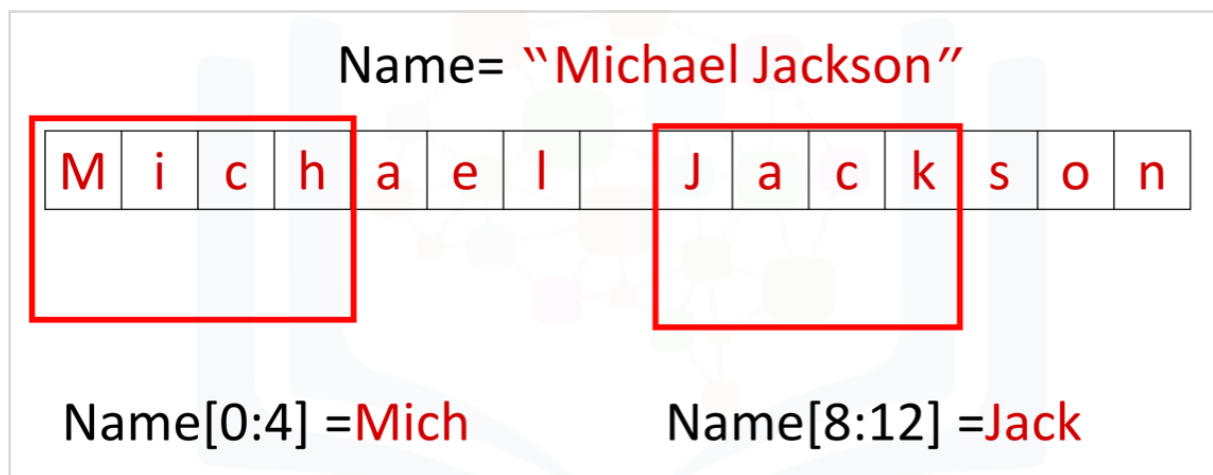 Name= “Michael Jackson”
M i c h a e l J a c k s o n
Name[0:4] =Mich
Name[8:12] =Jack